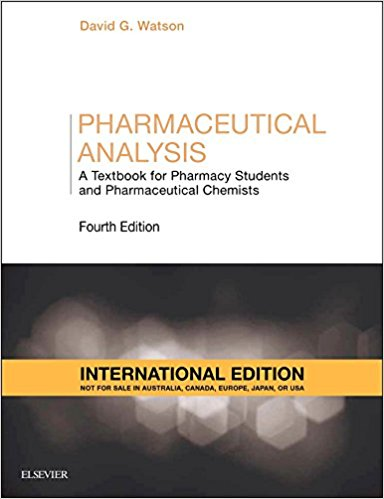 David G. Watson
PHARMACEUTICAL
ANALYSIS
A Textbook for Pharmacy Students
and Pharmaceutical Chemists
Fourth Edition
INTERNATIONAL EDITION
NOT FOR SALE IN AUSTRALIA, CANADA, EUROPE, JAPAN, OR USA
ELSEVIER